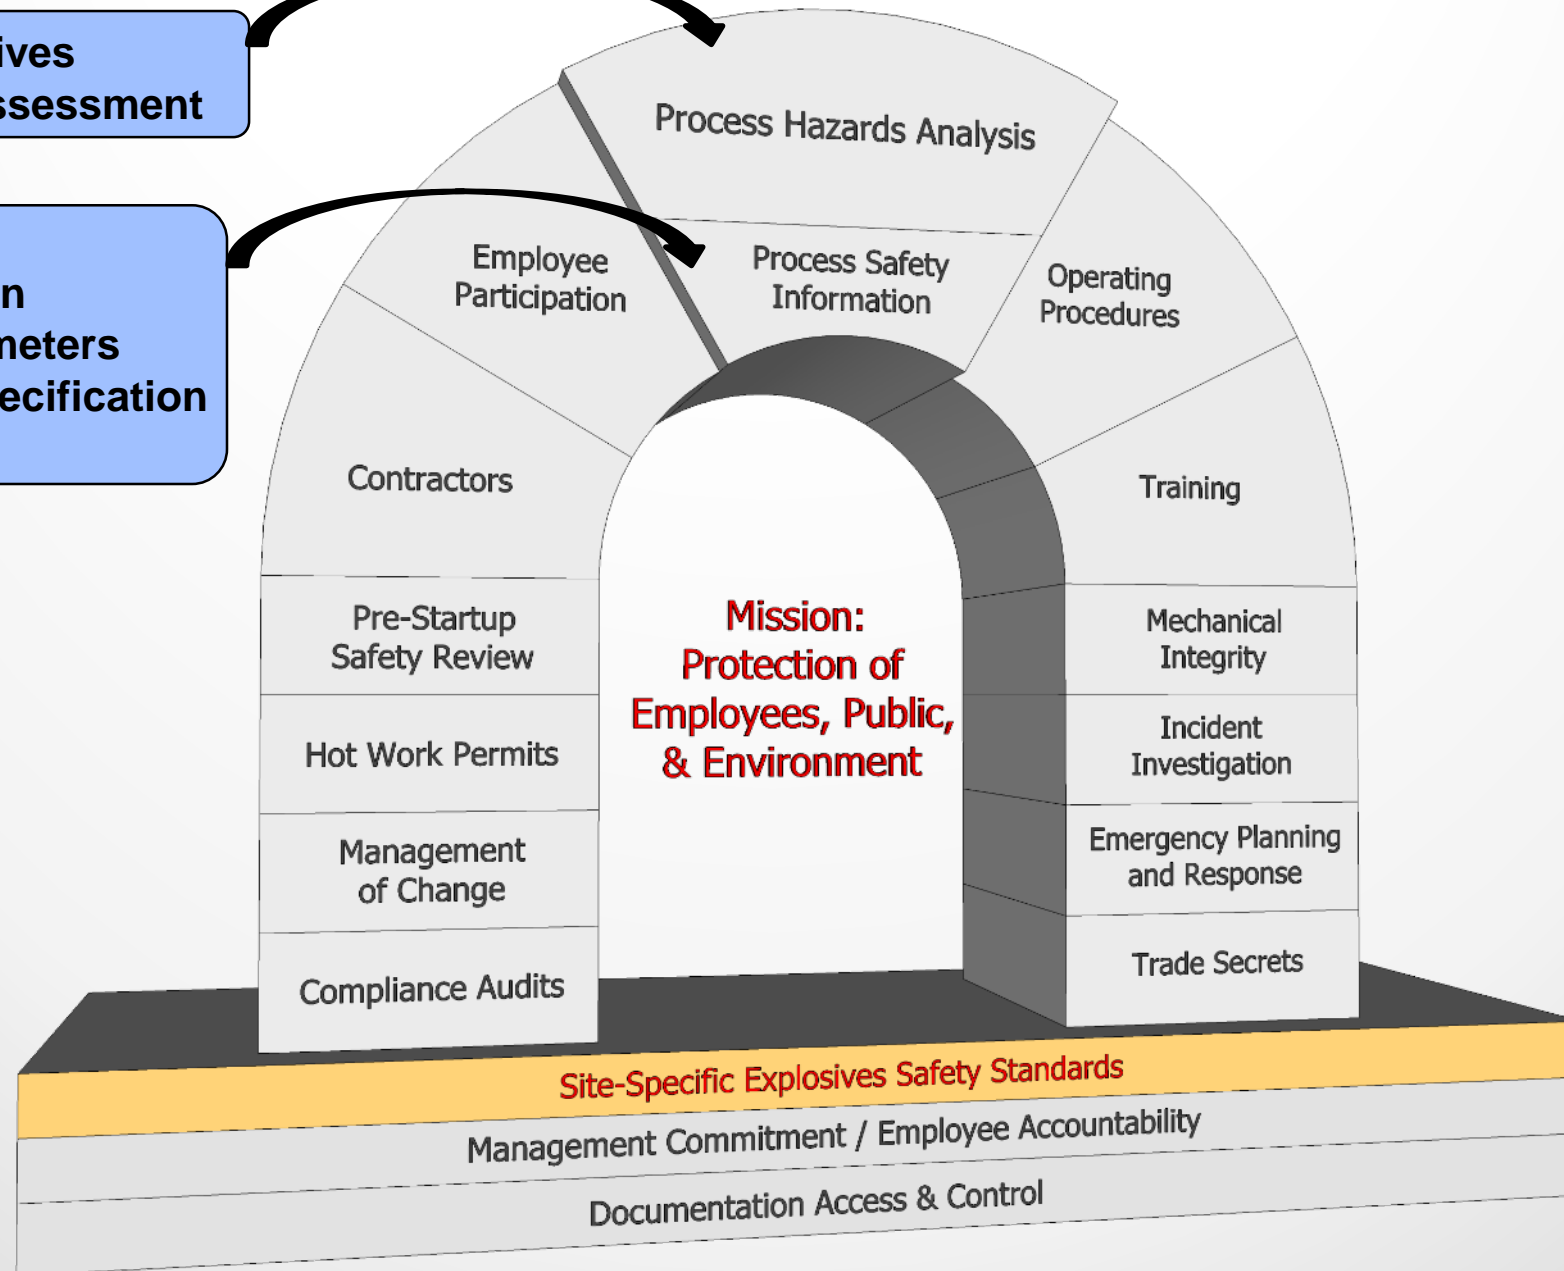 ives
ssessment
n
meters
ecification
Process Hazards Analysis
Process Safety
Information
Employee
Participation
Operating
Procedures
Contractors
Training
Pre-Startup
Safety Review
Mechanical
Integrity
Hot Work Permits
Incident
Investigation
Management
of Change
Emergency Planning
and Response
Compliance Audits
Trade Secrets
Mission:
Protection of
Employees, Public,
& Environment
Site-Specific Explosives Safety Standards
Management Commitment / Employee Accountability
Documentation Access & Control